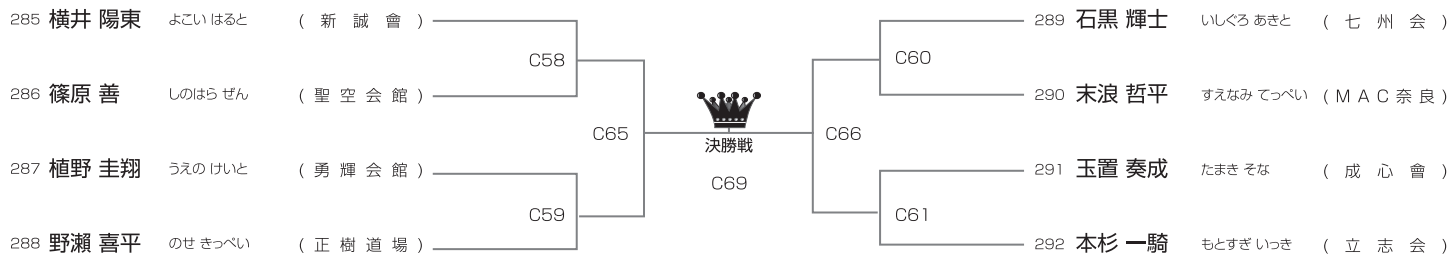 285 横井 陽東 よこい はると (新誠會)
C58
286 篠原 善 しのはら ぜん (聖空会館)
C65
287 植野 圭翔 うえの けいと (勇輝会館)
C59
288 野瀬 喜平 のせ きっぺい (正樹道場)
決勝戦
C69
289 石黒 輝士 いしぐろ あきと (七州会)
C60
290 末浪 哲平 すえなみ てっぺい (MAC奈良)
C66
291 玉置 奏成 たまき そな (成心會)
C61
292 本杉 一騎 もとすぎ いっき (立志会)